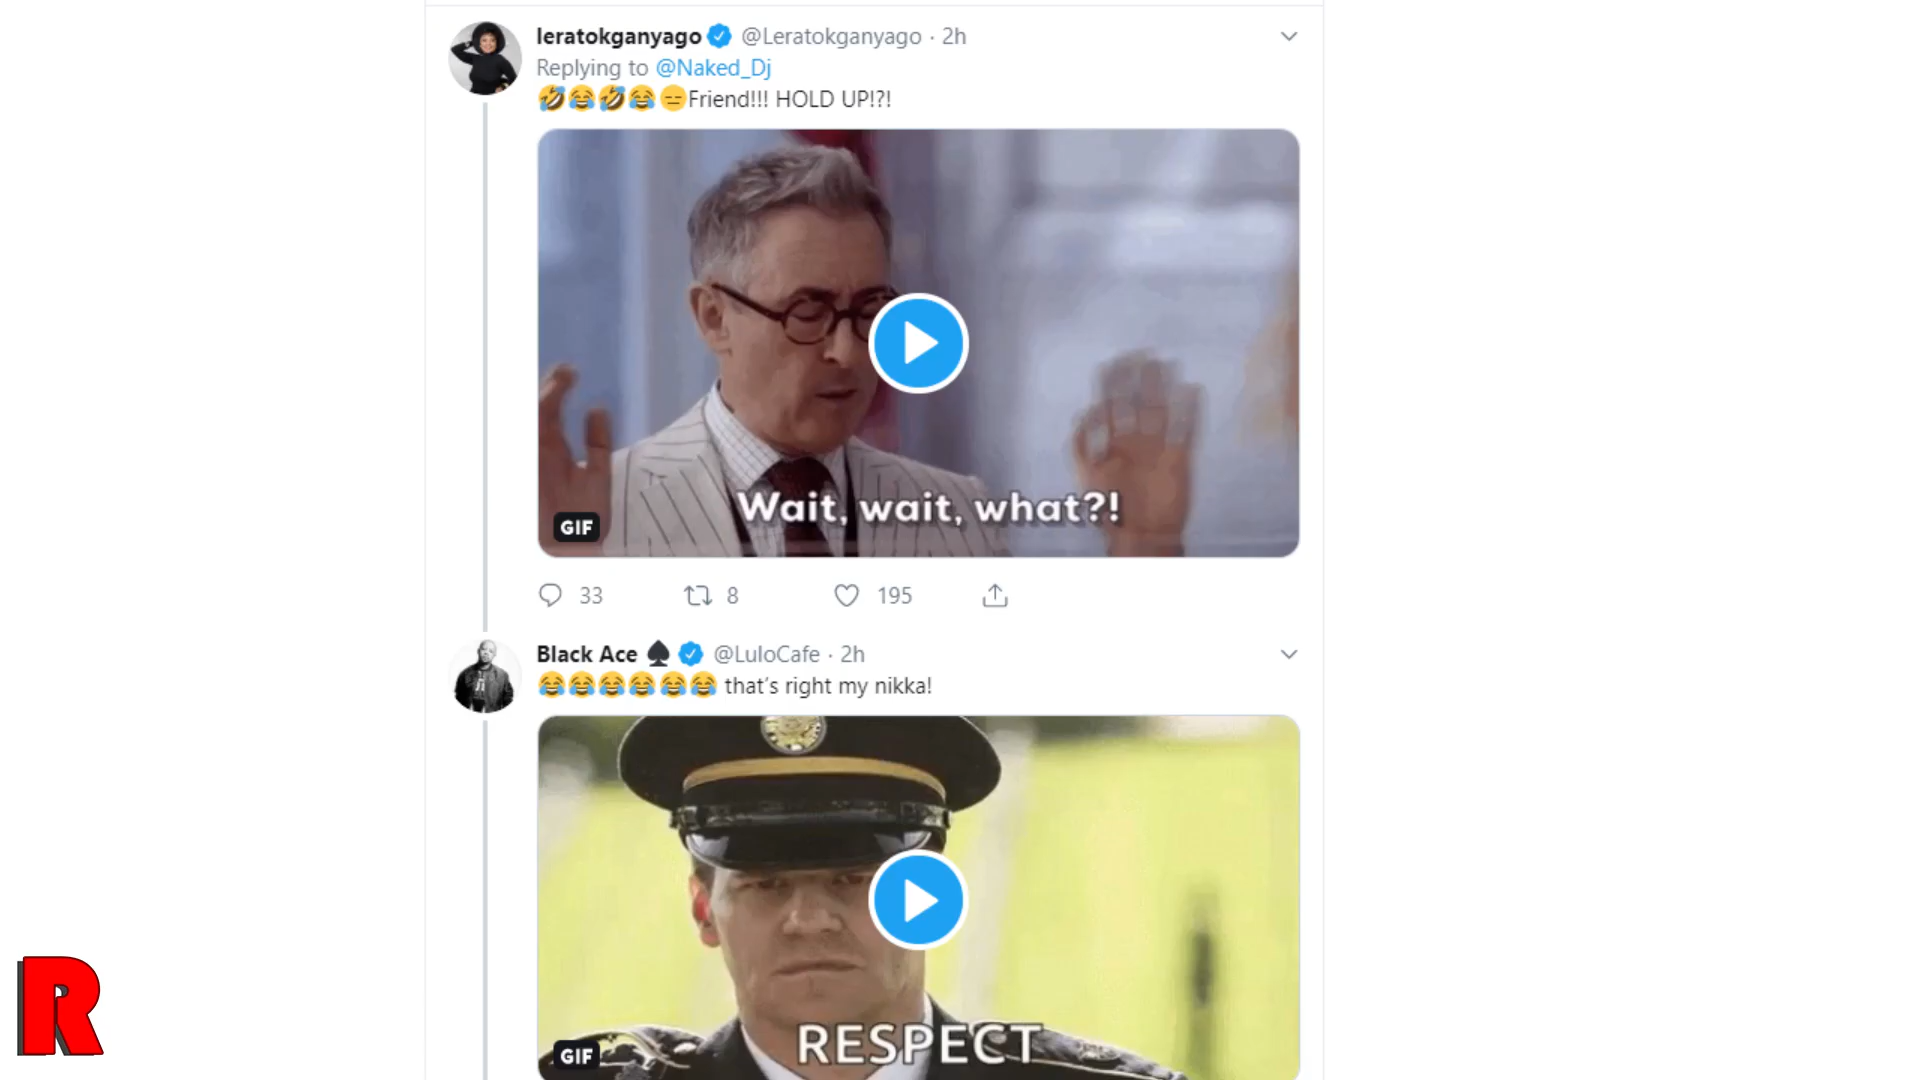 leratokganyago @Leratokganyago · 2h
Replying to @Naked_Dj
🤣😂🤣😂😑Friend!!! HOLD UP!?!
Wait, wait, what?!
GIF
33 8 195
Black Ace ♠ @LuloCafe · 2h
😂😂😂😂😂😂 that's right my nikka!
RESPECT
GIF
R